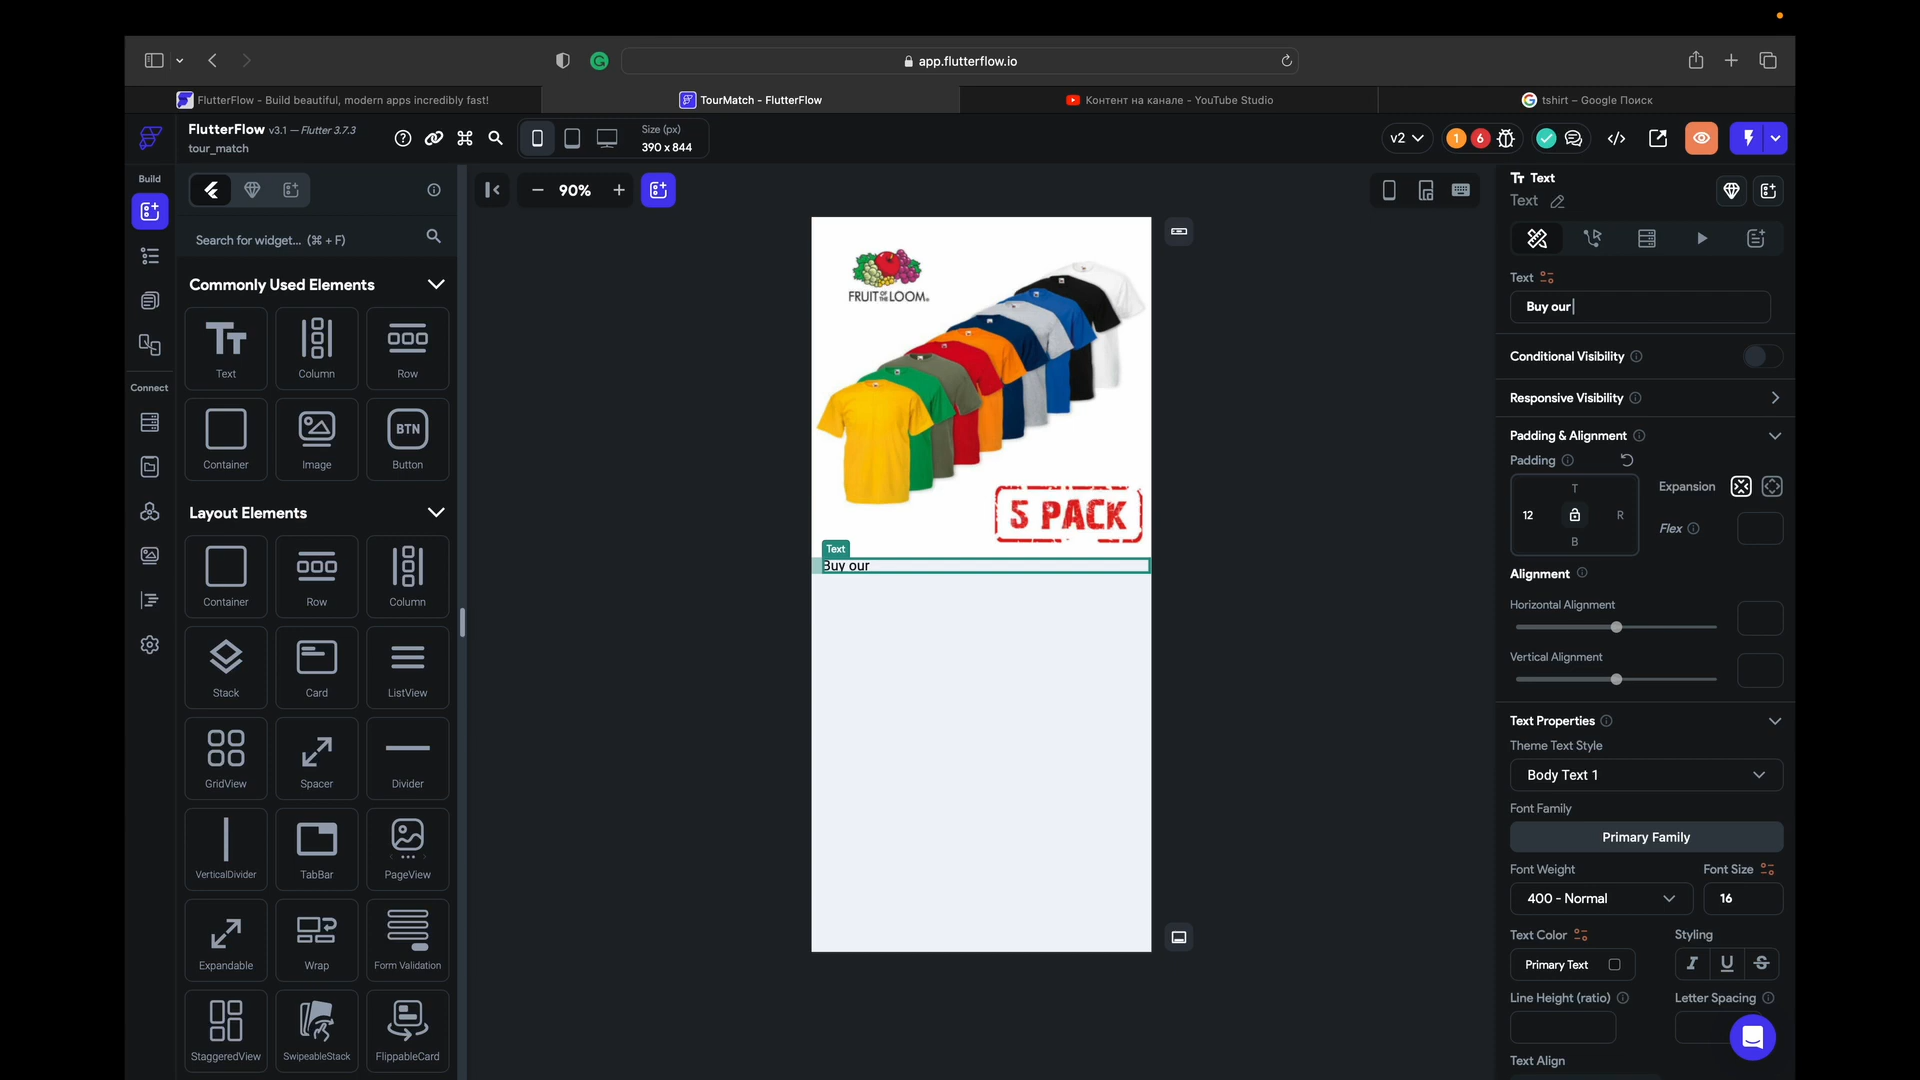 app.flutterflow.io
FlutterFlow - Build beautiful, modern apps incredibly fast!
TourMatch - FlutterFlow
Контент на канале - YouTube Studio
tshirt – Google Поиск
FlutterFlow v3.1 — Flutter 3.7.3
tour_match
Size (px)
390 x 844
v2
1
6
Build
Connect
Search for widget... (⌘ + F)
Commonly Used Elements
Text
Column
Row
Container
Image
BTN
Button
Layout Elements
Container
Row
Column
Stack
Card
ListView
GridView
Spacer
Divider
VerticalDivider
TabBar
PageView
Expandable
Wrap
Form Validation
StaggeredView
SwipeableStack
FlippableCard
90%
FRUIT OF THE LOOM®
5 PACK
Text
Buy our
Text
Text
Text
Buy our
Conditional Visibility
Responsive Visibility
Padding & Alignment
Padding
T
12
R
B
Expansion
Flex
Alignment
Horizontal Alignment
Vertical Alignment
Text Properties
Theme Text Style
Body Text 1
Font Family
Primary Family
Font Weight
Font Size
400 - Normal
16
Text Color
Styling
Primary Text
I U S
Line Height (ratio)
Letter Spacing
Text Align